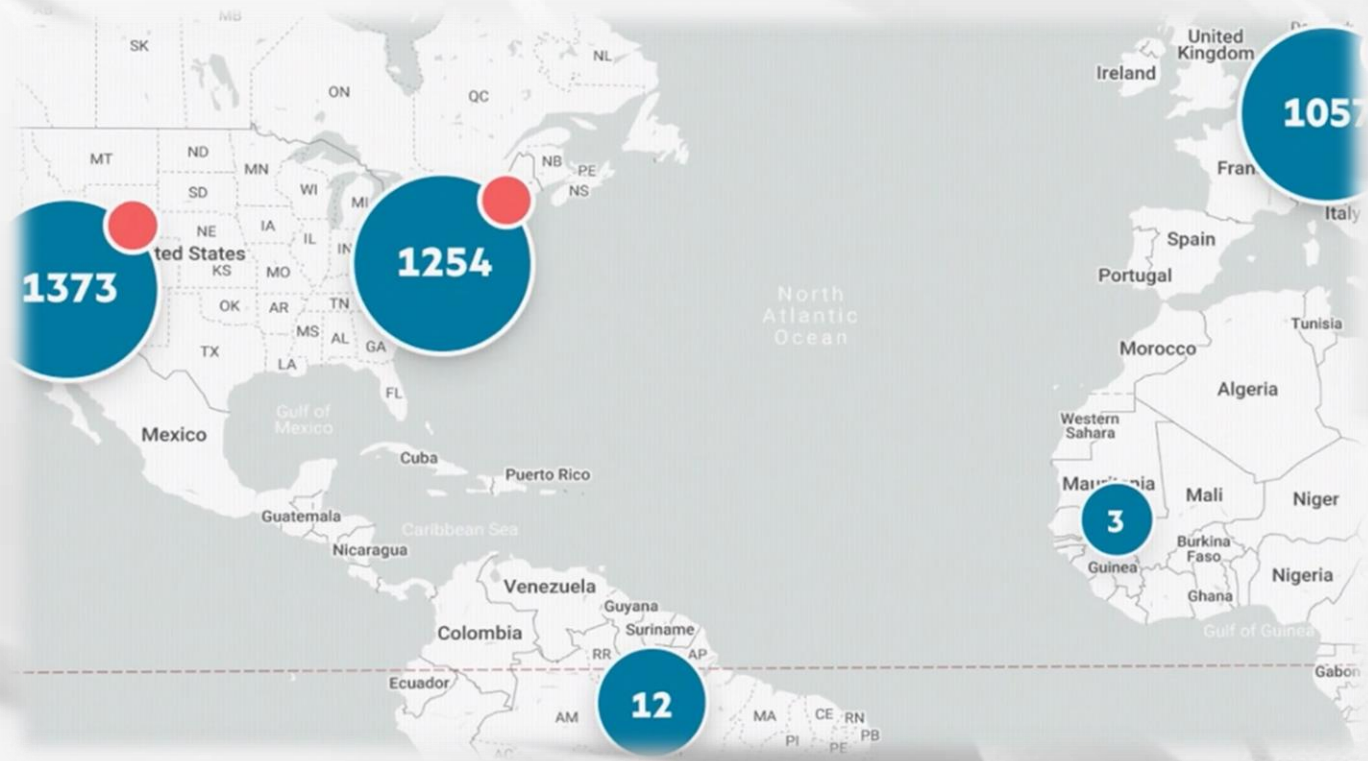 MB
SK
NL
ON
QC
United
Kingdom
Ireland
1057
MT
ND
MN
NB
PE
NS
SD
WI
MI
Fran
NE
IA
IL
IN
Italy
Spain
1373
ted States
1254
KS
MO
Portugal
OK
AR
TN
North
Atlantic
Ocean
MS
AL
GA
TX
LA
Tunisia
Morocco
Algeria
FL
Gulf of
Mexico
Mexico
Western
Sahara
Cuba
Puerto Rico
Mauritania
Mali
Niger
Guatemala
Caribbean Sea
3
Nicaragua
Burkina
Faso
Guinea
Nigeria
Venezuela
Ghana
Guyana
Colombia
Suriname
Gulf of Guinea
RR
AP
Ecuador
Gabon
12
AM
MA
CE
RN
PB
PI
PE
AC